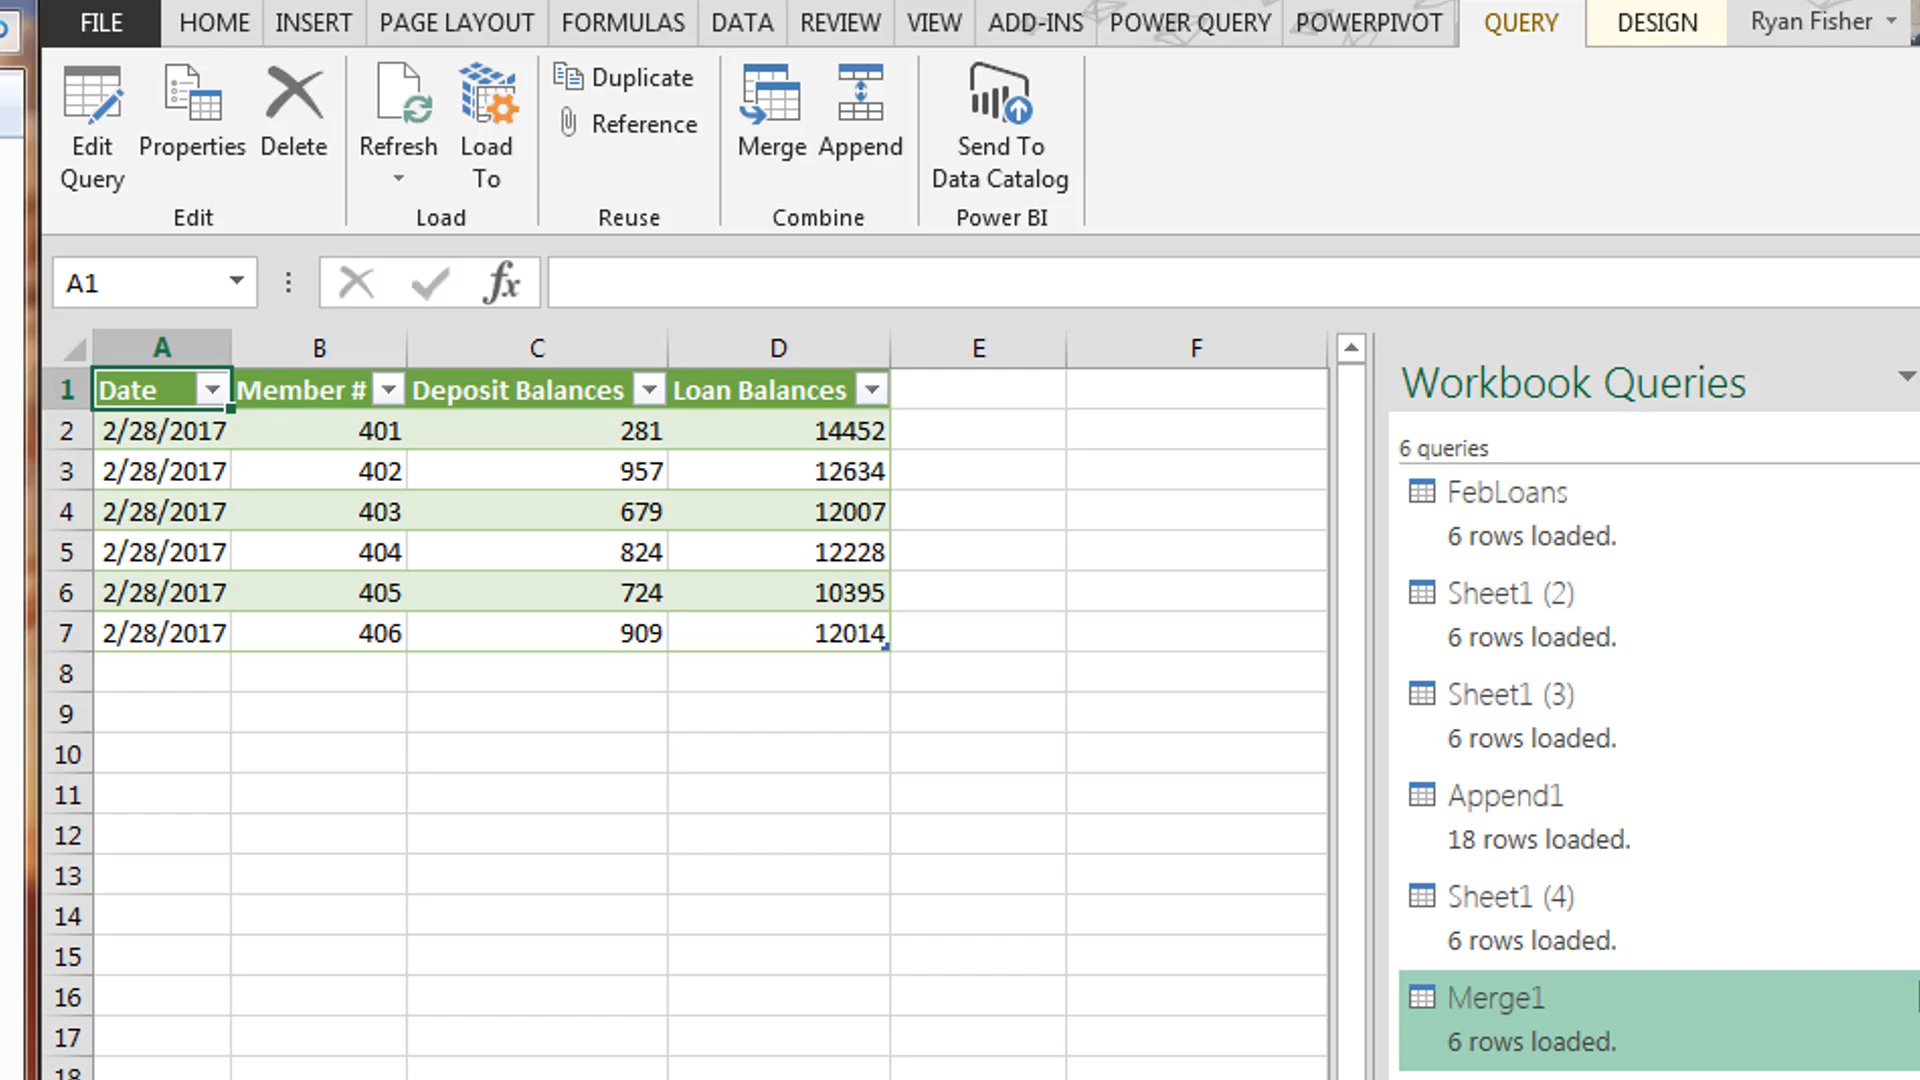 FILE HOME INSERT PAGE LAYOUT FORMULAS DATA REVIEW VIEW ADD-INS POWER QUERY POWERPIVOT QUERY DESIGN Ryan Fisher
Edit Query
Properties
Delete
Edit
Refresh
Load To
Load
Duplicate
Reference
Reuse
Merge
Append
Combine
Send To Data Catalog
Power BI
A1
fx
A B C D E F
1 Date Member # Deposit Balances Loan Balances
2 2/28/2017 401 281 14452
3 2/28/2017 402 957 12634
4 2/28/2017 403 679 12007
5 2/28/2017 404 824 12228
6 2/28/2017 405 724 10395
7 2/28/2017 406 909 12014
8
9
10
11
12
13
14
15
16
17
18
Workbook Queries
6 queries
FebLoans
6 rows loaded.
Sheet1 (2)
6 rows loaded.
Sheet1 (3)
6 rows loaded.
Append1
18 rows loaded.
Sheet1 (4)
6 rows loaded.
Merge1
6 rows loaded.